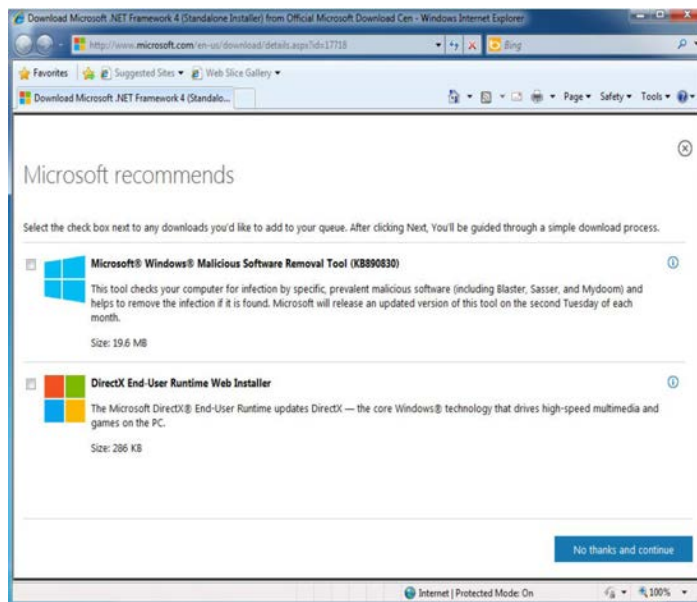 Download Microsoft .NET Framework 4 (Standalone Installer) from Official Microsoft Download Cen - Windows Internet Explorer
http://www.microsoft.com/en-us/download/details.aspx?id=17718
Bing
Favorites Suggested Sites Web Slice Gallery
Download Microsoft .NET Framework 4 (Standalo...
Page Safety Tools
Microsoft recommends
Select the check box next to any downloads you'd like to add to your queue. After clicking Next, You'll be guided through a simple download process.
Microsoft® Windows® Malicious Software Removal Tool (KB890830)
This tool checks your computer for infection by specific, prevalent malicious software (including Blaster, Sasser, and Mydoom) and
helps to remove the infection if it is found. Microsoft will release an updated version of this tool on the second Tuesday of each
month.
Size: 19.6 MB
DirectX End-User Runtime Web Installer
The Microsoft DirectX® End-User Runtime updates DirectX — the core Windows® technology that drives high-speed multimedia and
games on the PC.
Size: 286 KB
No thanks and continue
Internet | Protected Mode: On
100%